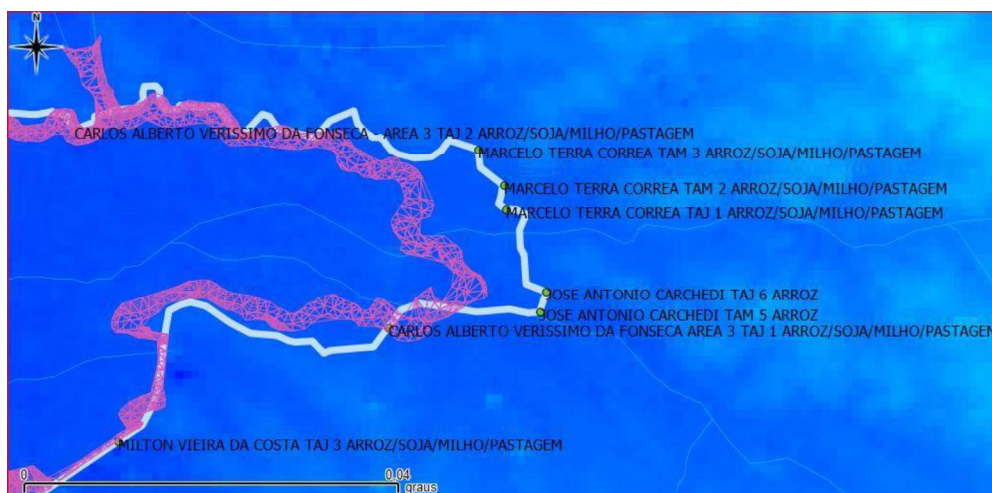 N
CARLOS ALBERTO VERISSIMO DA FONSECA - AREA 3 TAJ 2 ARROZ/SOJA/MILHO/PASTAGEM
MARCELO TERRA CORREA TAM 3 ARROZ/SOJA/MILHO/PASTAGEM
MARCELO TERRA CORREA TAM 2 ARROZ/SOJA/MILHO/PASTAGEM
MARCELO TERRA CORREA TAJ 1 ARROZ/SOJA/MILHO/PASTAGEM
JOSE ANTONIO CARCHEDI TAJ 6 ARROZ
JOSE ANTONIO CARCHEDI TAM 5 ARROZ
CARLOS ALBERTO VERISSIMO DA FONSECA AREA 3 TAJ 1 ARROZ/SOJA/MILHO/PASTAGEM
MILTON VIEIRA DA COSTA TAJ 3 ARROZ/SOJA/MILHO/PASTAGEM
0 0.04
graus